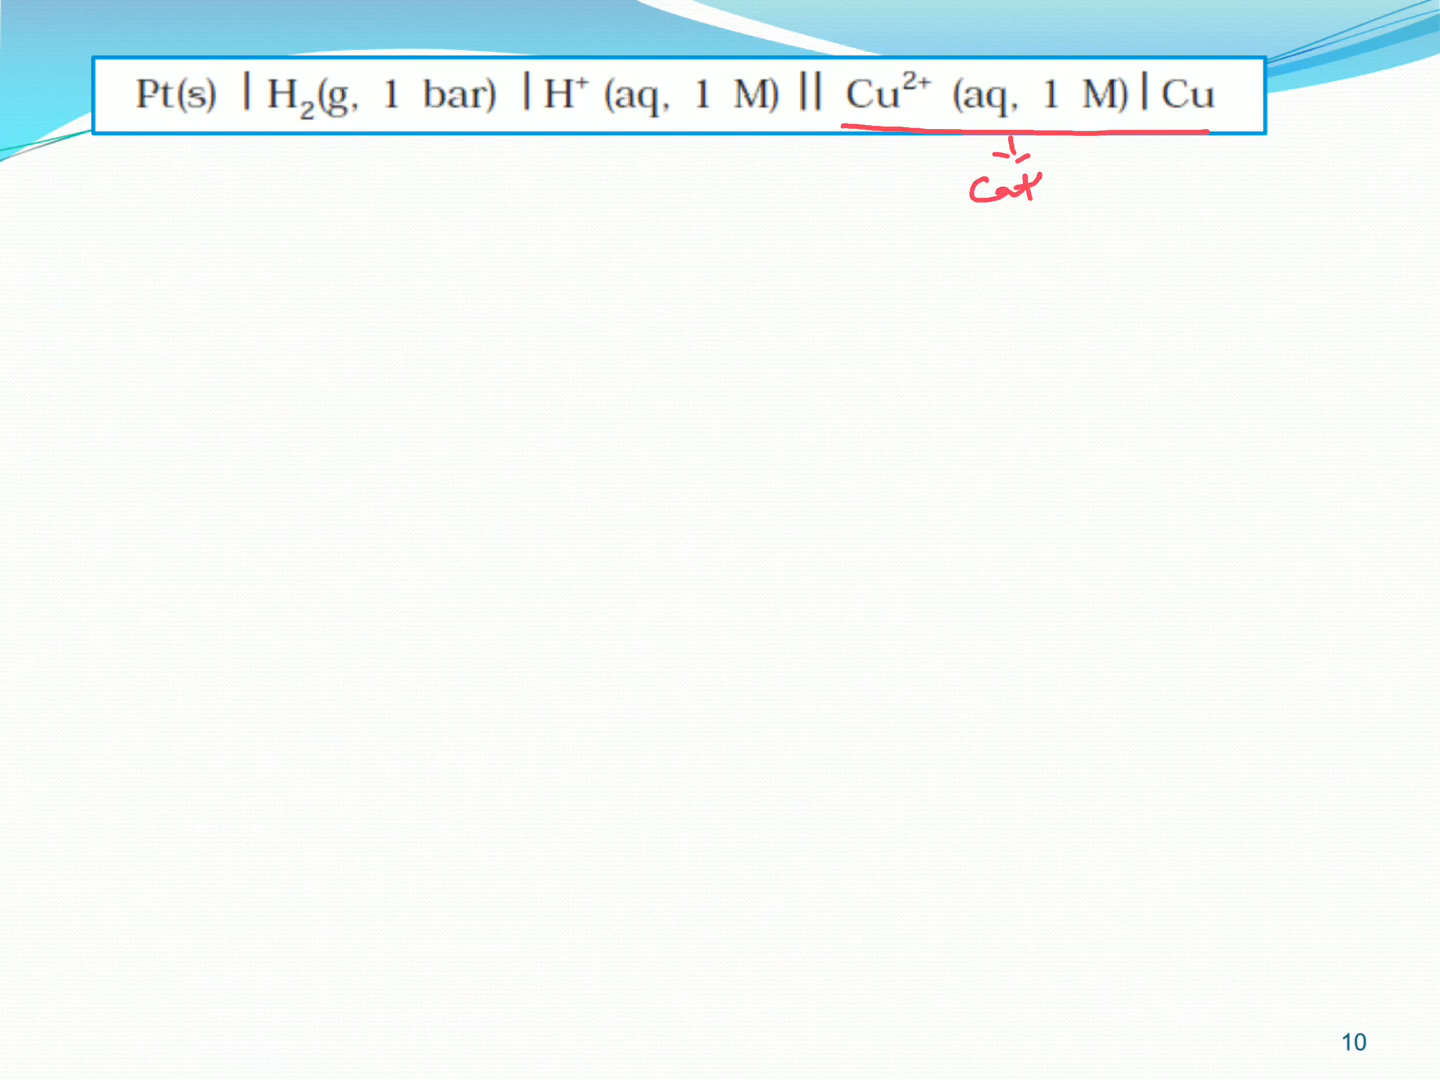 Pt(s) | H₂(g, 1 bar) | H⁺ (aq, 1 M) || Cu²⁺ (aq, 1 M) | Cu
Cat
10